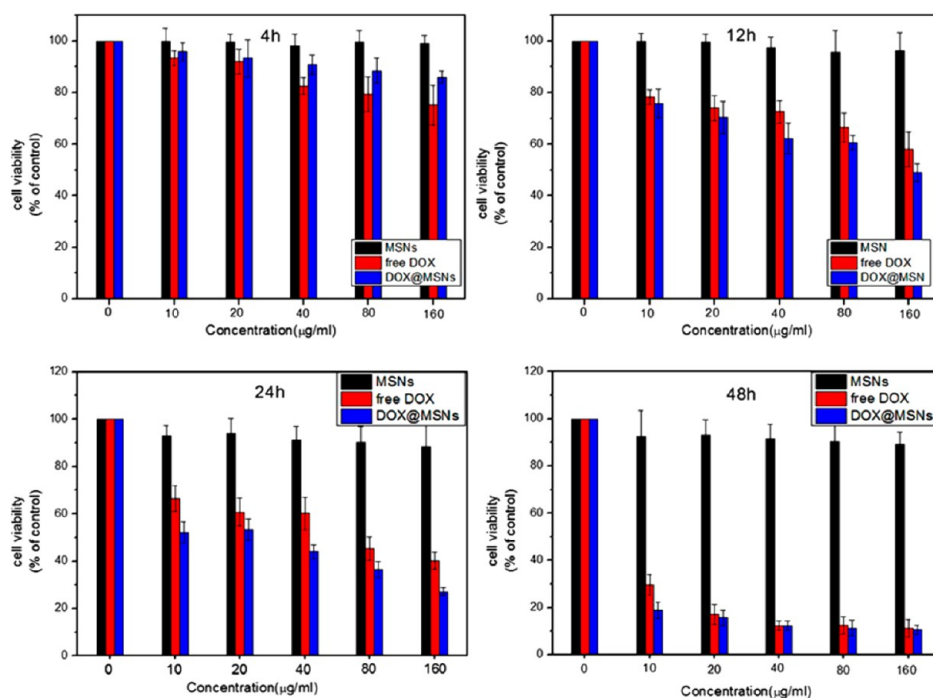 4h
100
80
60
40
20
0
cell viability
(% of control)
MSNs
free DOX
DOX@MSNs
0 10 20 40 80 160
Concentration(μg/ml)
12h
100
80
60
40
20
0
cell viability
(% of control)
MSN
free DOX
DOX@MSN
0 10 20 40 80 160
Concentration(μg/ml)
24h
120
100
80
60
40
20
0
cell viability
(% of control)
MSNs
free DOX
DOX@MSNs
0 10 20 40 80 160
Concentration(μg/ml)
48h
120
100
80
60
40
20
0
cell viability
(% of control)
MSNs
free DOX
DOX@MSNs
0 10 20 40 80 160
Concentration(μg/ml)